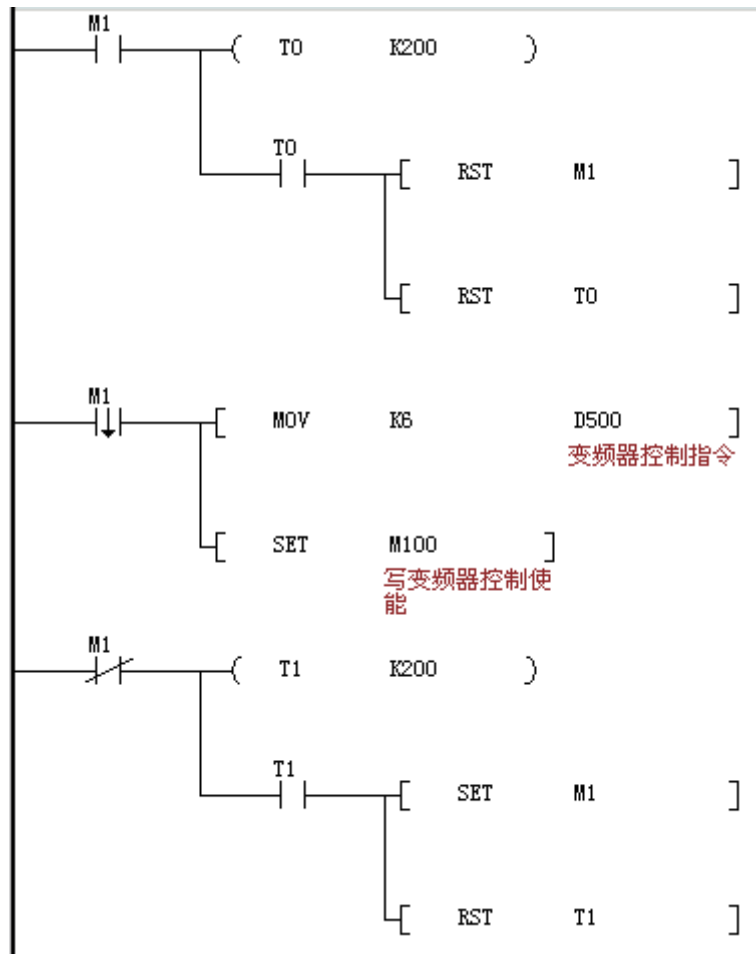 M1
T0 K200
T0
RST M1
RST T0
M1
MOV K6 D500
变频器控制指令
SET M100
写变频器控制使
能
M1
T1 K200
T1
SET M1
RST T1